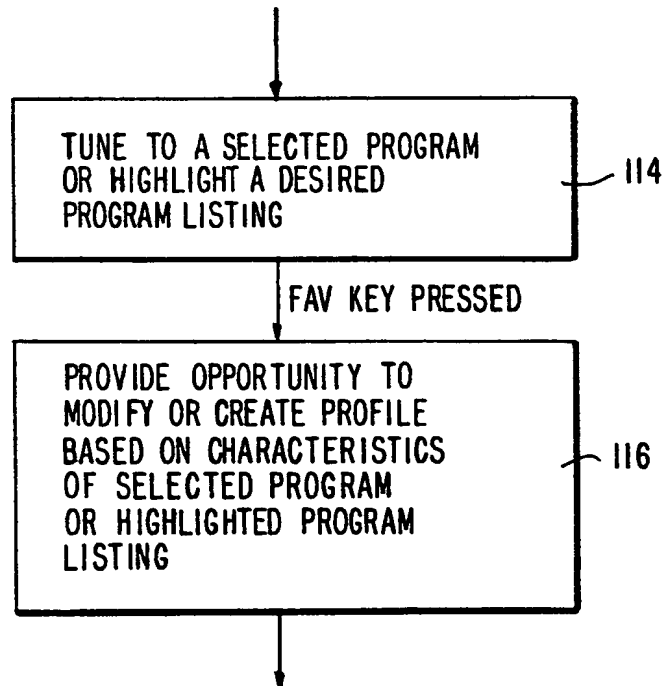 TUNE TO A SELECTED PROGRAM
OR HIGHLIGHT A DESIRED
PROGRAM LISTING
114
FAV KEY PRESSED
PROVIDE OPPORTUNITY TO
MODIFY OR CREATE PROFILE
BASED ON CHARACTERISTICS
OF SELECTED PROGRAM
OR HIGHLIGHTED PROGRAM
LISTING
116